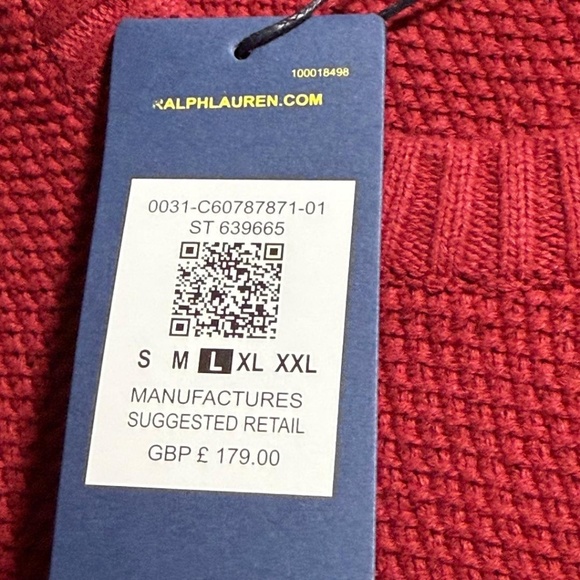 100018498
RALPHLAUREN.COM
0031-C60787871-01
ST 639665
S M L XL XXL
MANUFACTURES
SUGGESTED RETAIL
GBP £ 179.00